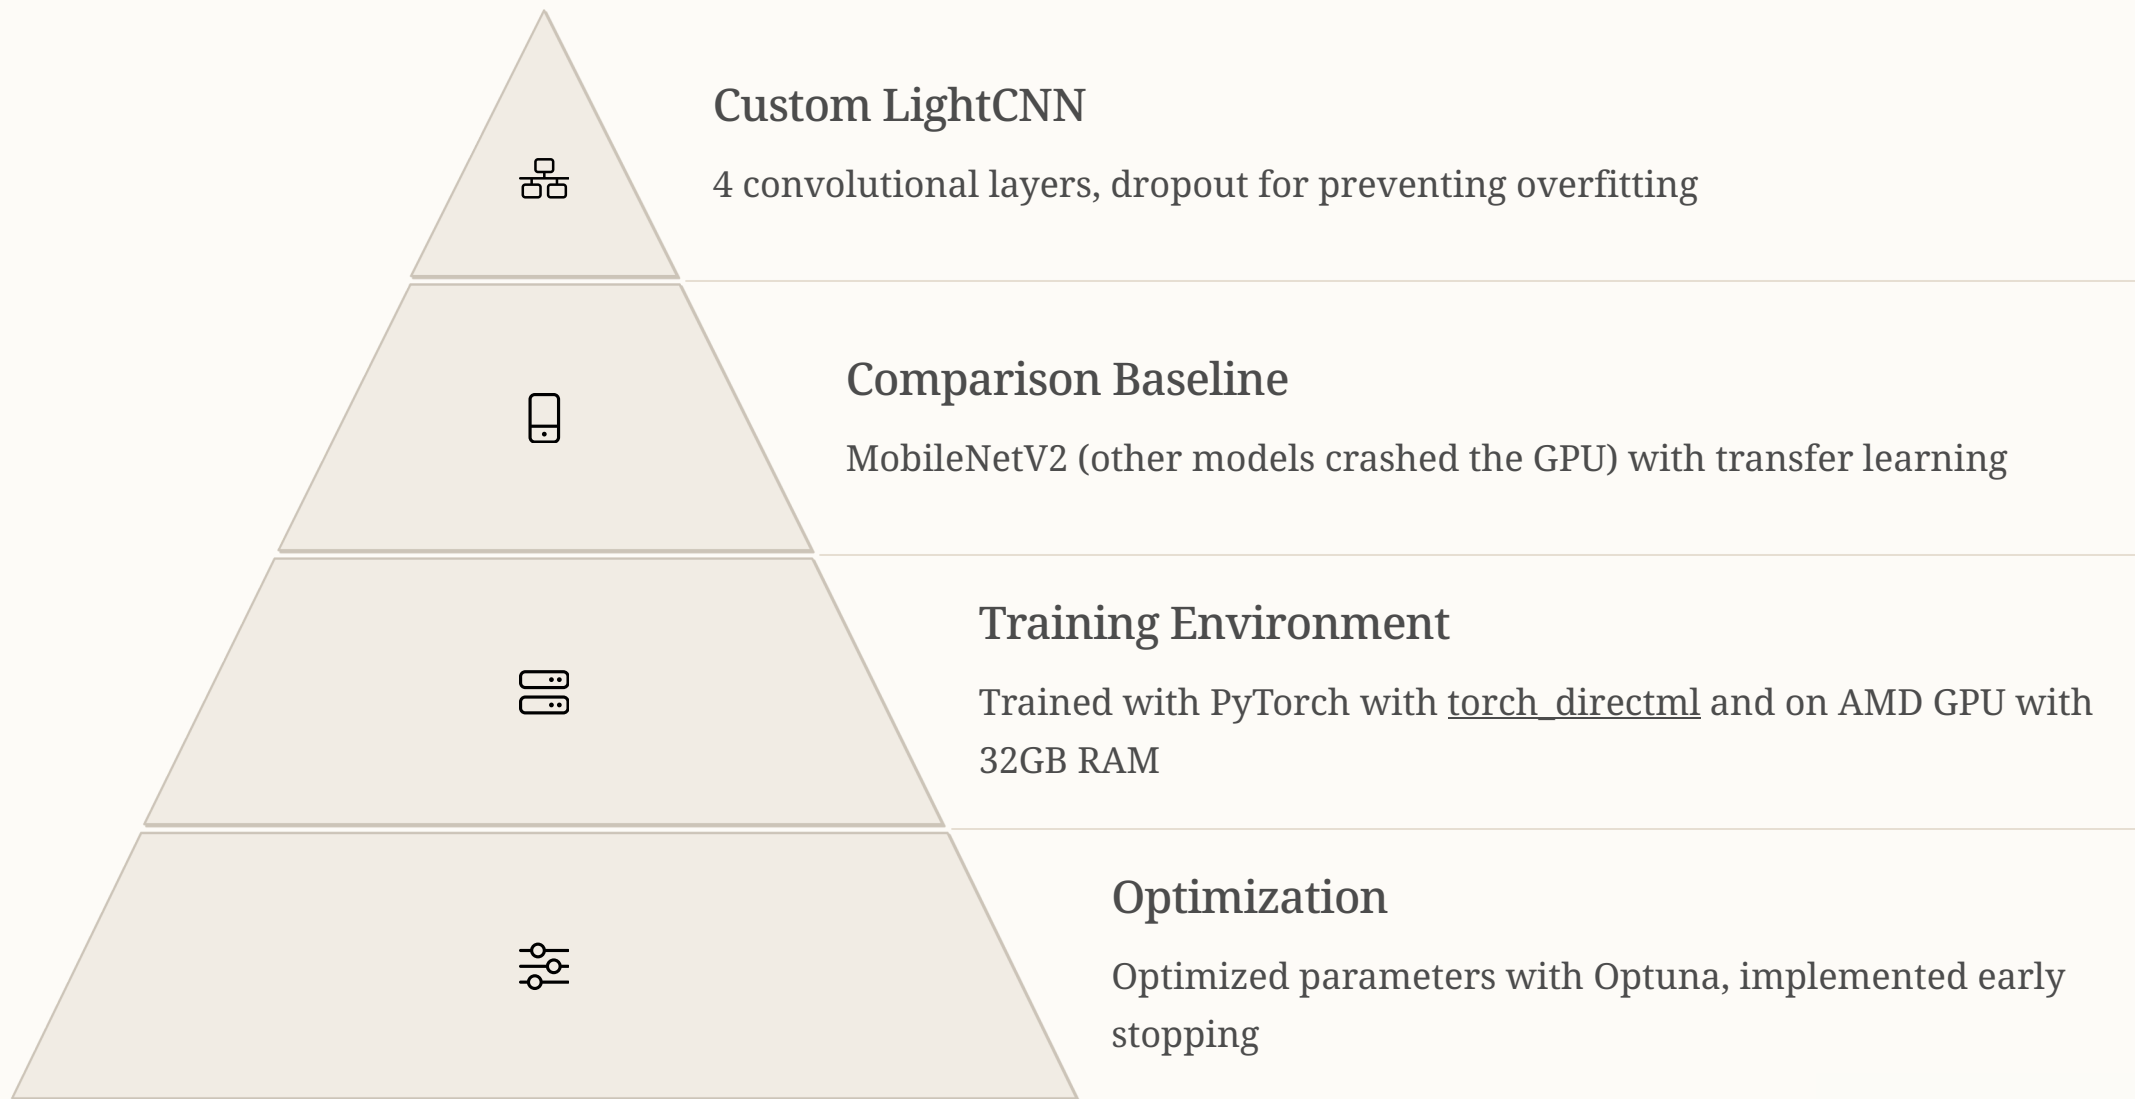 Custom LightCNN
4 convolutional layers, dropout for preventing overfitting
Comparison Baseline
MobileNetV2 (other models crashed the GPU) with transfer learning
Training Environment
Trained with PyTorch with torch_directml and on AMD GPU with
32GB RAM
Optimization
Optimized parameters with Optuna, implemented early
stopping